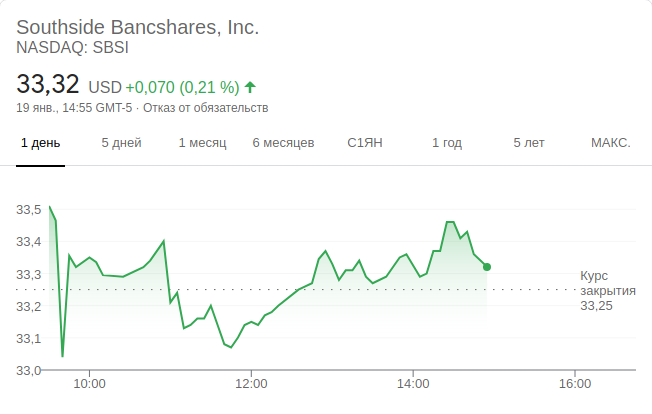 Southside Bancshares, Inc.
NASDAQ: SBSI
33,32 USD +0,070 (0,21 %)
19 янв., 14:55 GMT-5 · Отказ от обязательств
1 день 5 дней 1 месяц 6 месяцев С1ЯН 1 год 5 лет МАКС.
33,5
33,4
33,3
33,2
33,1
33,0
Курс
закрытия
33,25
10:00 12:00 14:00 16:00